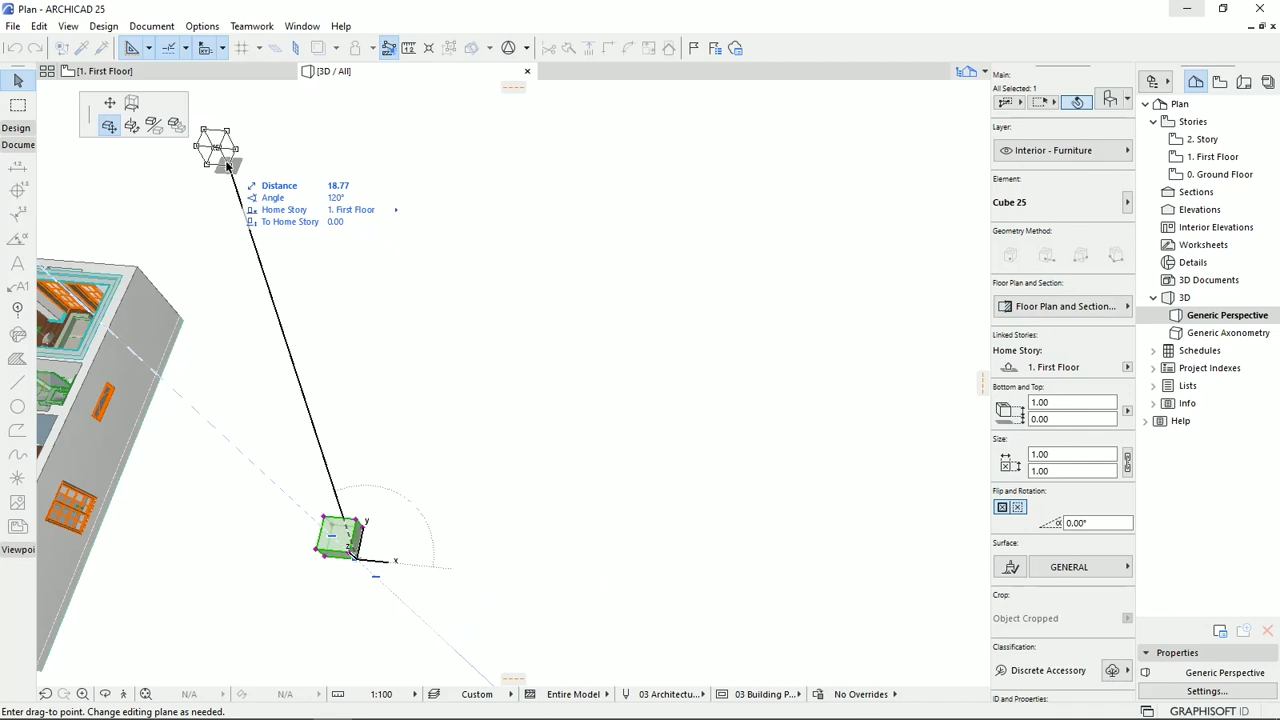 Plan - ARCHICAD 25
File Edit View Design Document Options Teamwork Window Help
[1. First Floor]
[3D / All]
Design
Docume
Viewpoi
Distance 18.77
Angle 120°
Home Story 1. First Floor
To Home Story 0.00
y
x
z
Main:
All Selected: 1
Layer:
Interior - Furniture
Element:
Cube 25
Geometry Method:
Floor Plan and Section:
Floor Plan and Section...
Linked Stories:
Home Story:
1. First Floor
Bottom and Top:
1.00
0.00
Size:
1.00
1.00
Flip and Rotation:
0.00°
Surface:
GENERAL
Crop:
Object Cropped
Classification:
Discrete Accessory
ID and Properties:
Plan
Stories
2. Story
1. First Floor
0. Ground Floor
Sections
Elevations
Interior Elevations
Worksheets
Details
3D Documents
3D
Generic Perspective
Generic Axonometry
Schedules
Project Indexes
Lists
Info
Help
Properties
Generic Perspective
Settings...
GRAPHISOFT ID
N/A
N/A
1:100
Custom
Entire Model
03 Architectu...
03 Building P...
No Overrides
Enter drag-to point. Change editing plane as needed.